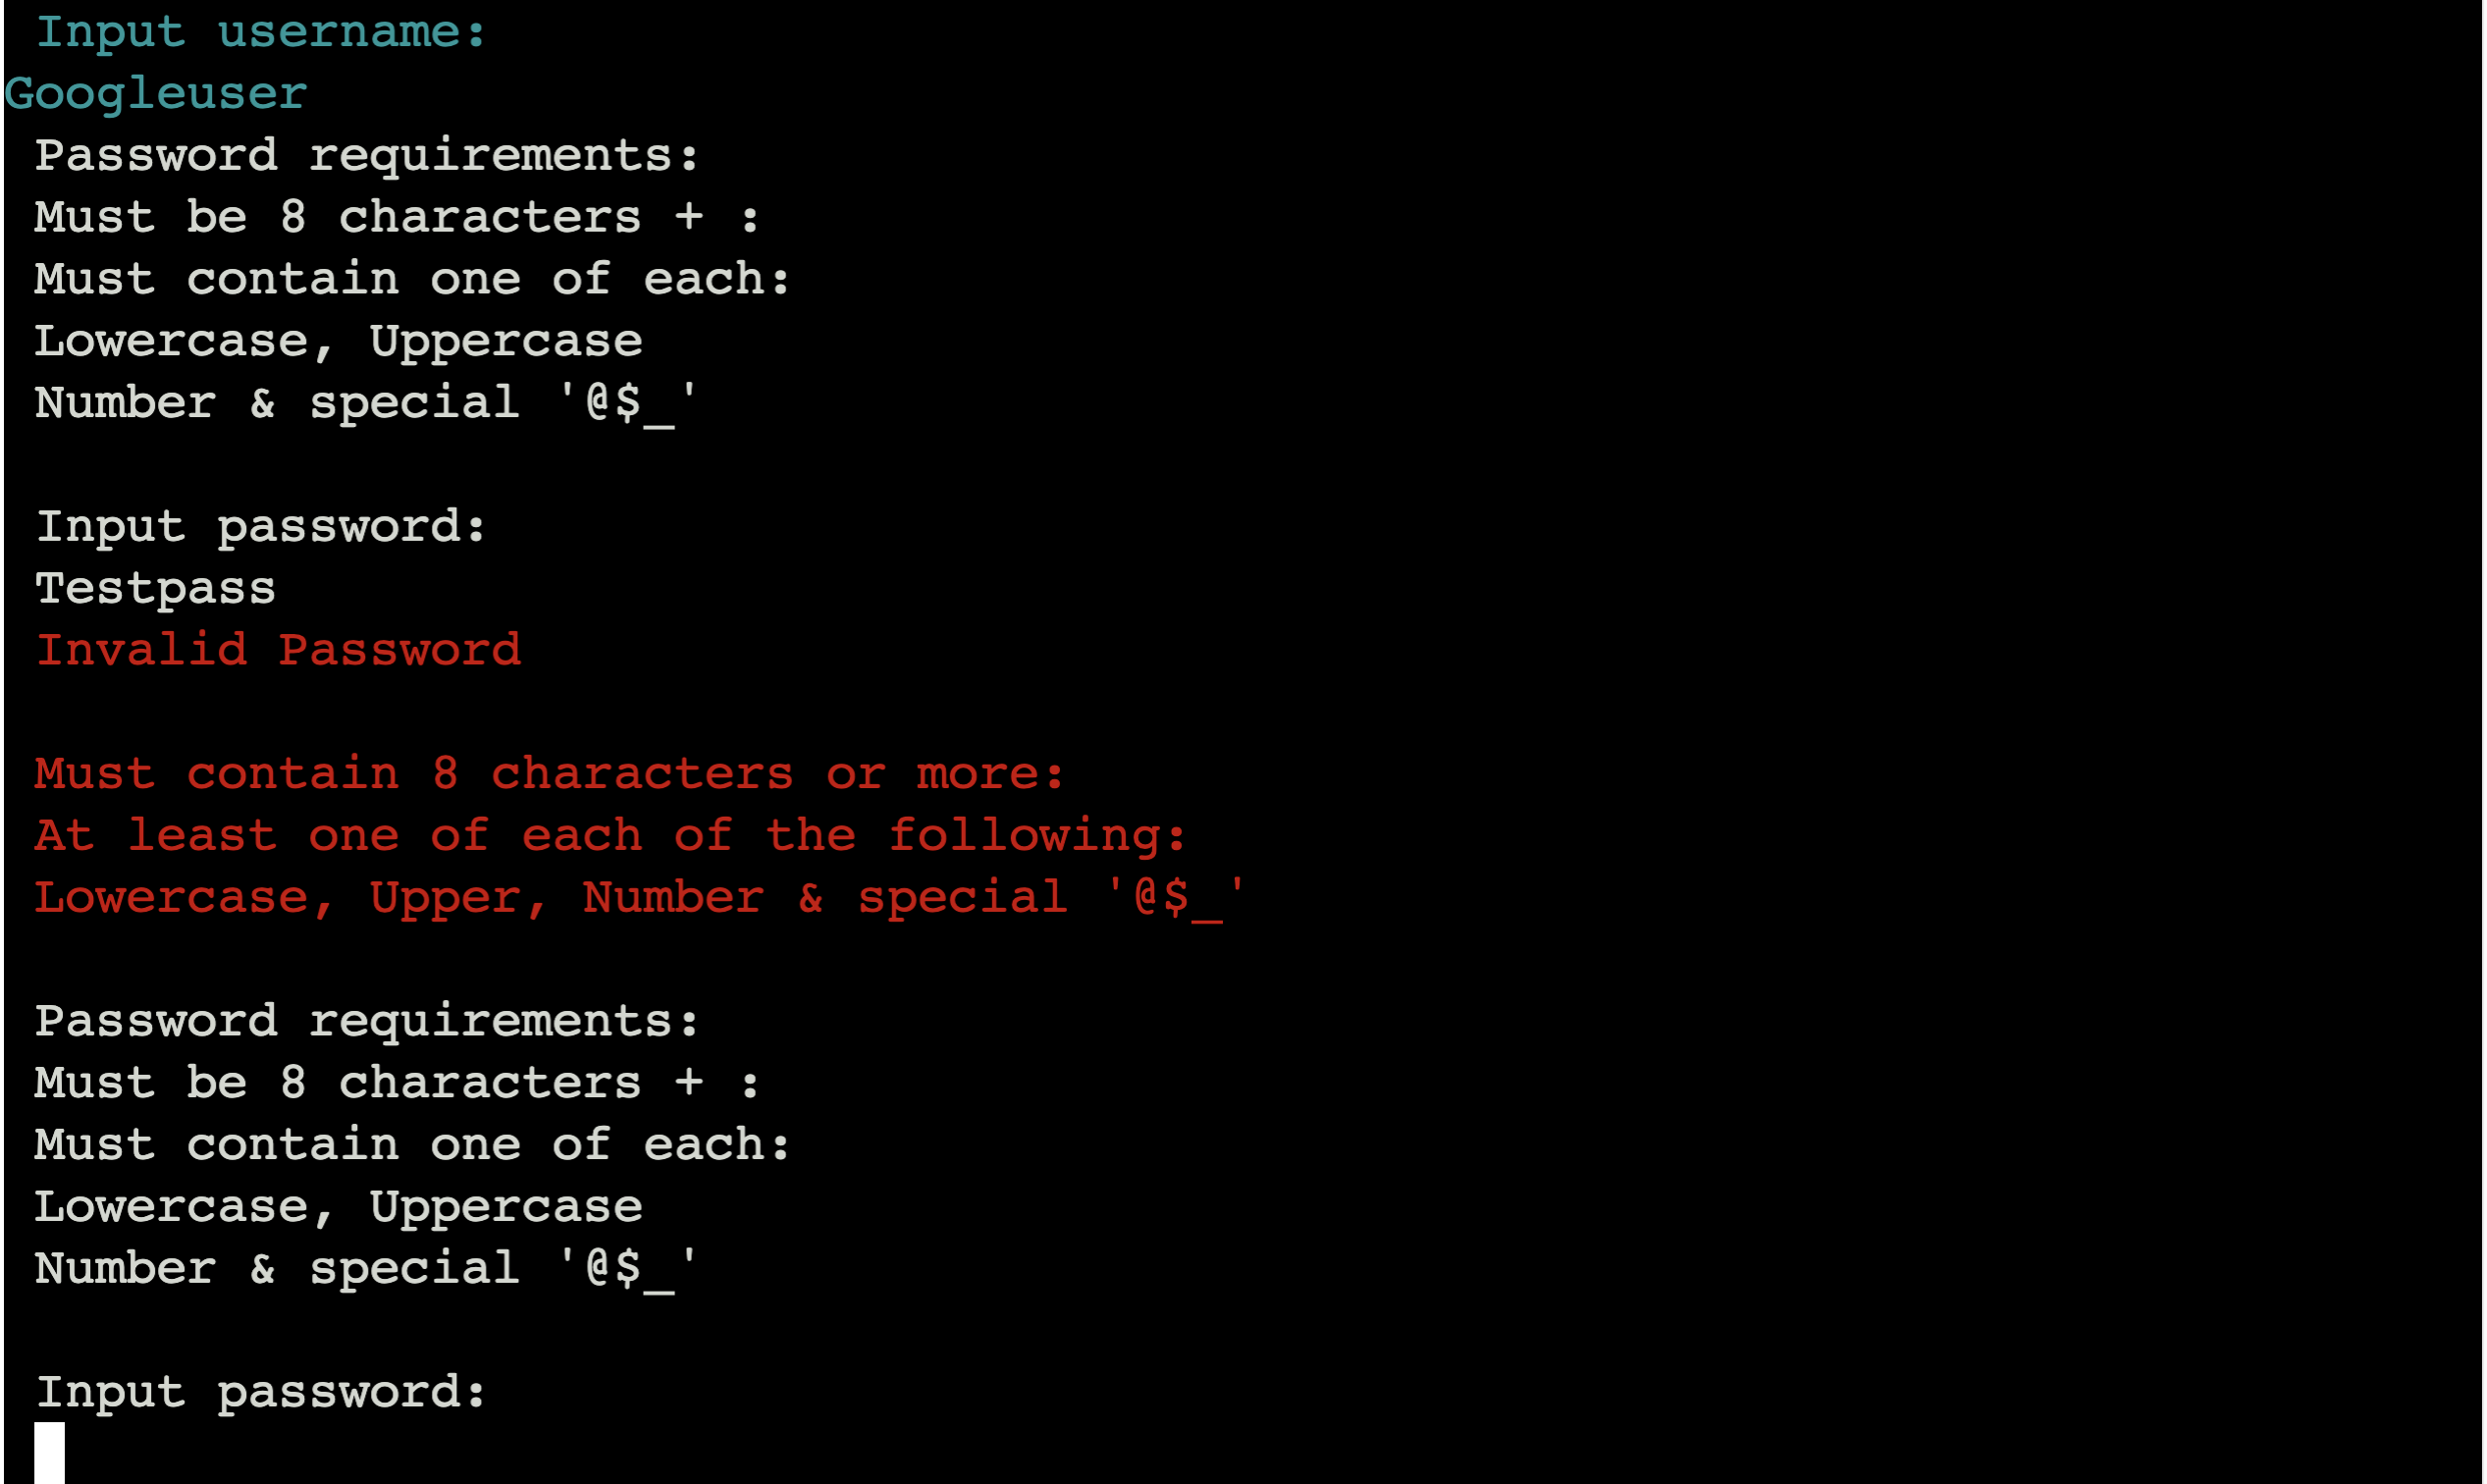 Input username:
Googleuser
Password requirements:
Must be 8 characters + :
Must contain one of each:
Lowercase, Uppercase
Number & special '@$_'
Input password:
Testpass
Invalid Password
Must contain 8 characters or more:
At least one of each of the following:
Lowercase, Upper, Number & special '@$_'
Password requirements:
Must be 8 characters + :
Must contain one of each:
Lowercase, Uppercase
Number & special '@$_'
Input password: